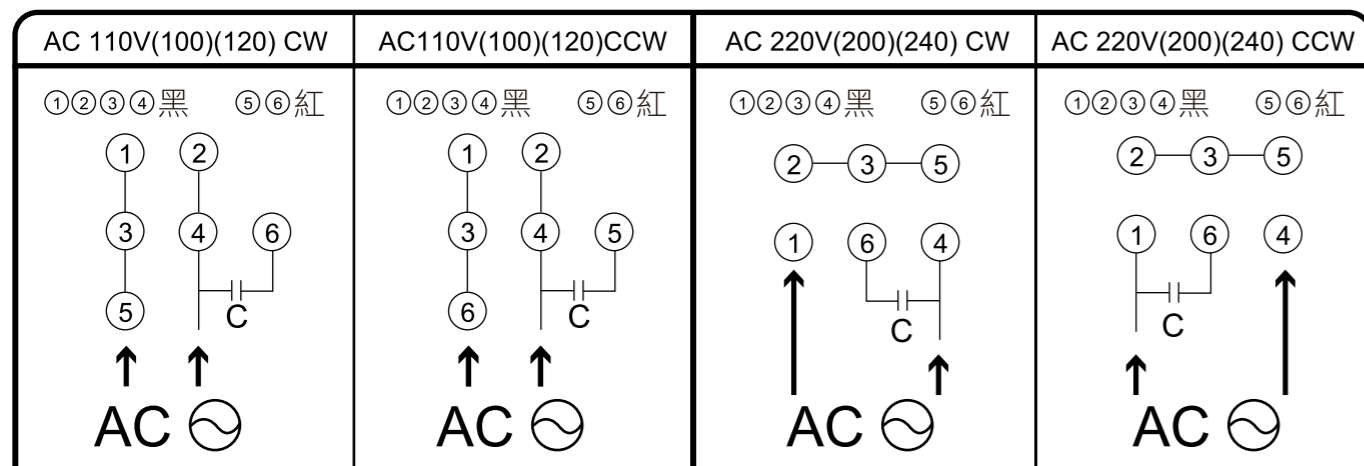 AC 110V(100)(120) CW
①②③④黑 ⑤⑥紅
① ②
③ ④ ⑥
C
⑤
AC
AC110V(100)(120)CCW
①②③④黑 ⑤⑥紅
① ②
③ ④ ⑤
C
⑥
AC
AC 220V(200)(240) CW
①②③④黑 ⑤⑥紅
② ③ ⑤
① ⑥ ④
C
AC
AC 220V(200)(240) CCW
①②③④黑 ⑤⑥紅
② ③ ⑤
① ⑥ ④
C
AC